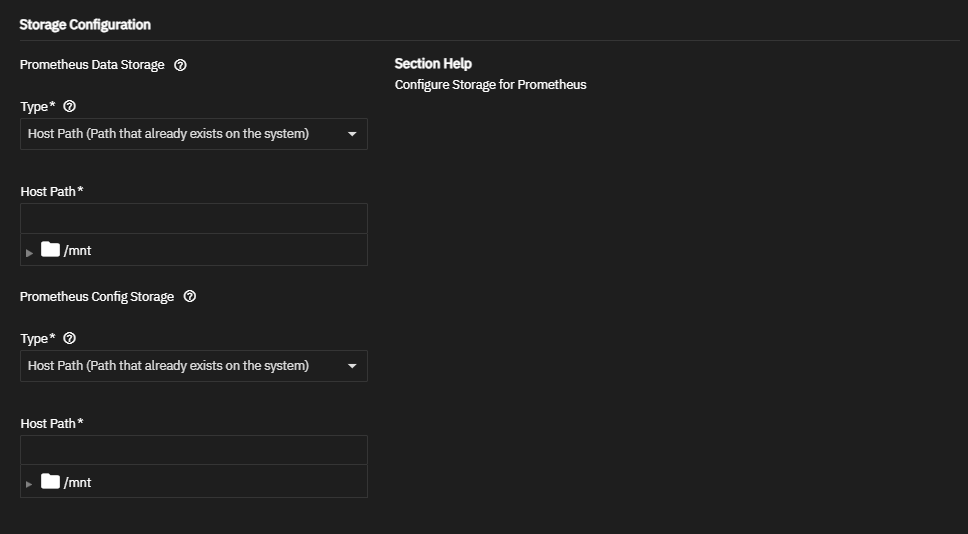 Storage Configuration
Prometheus Data Storage
Section Help
Configure Storage for Prometheus
Type*
Host Path (Path that already exists on the system)
Host Path*
/mnt
Prometheus Config Storage
Type*
Host Path (Path that already exists on the system)
Host Path*
/mnt